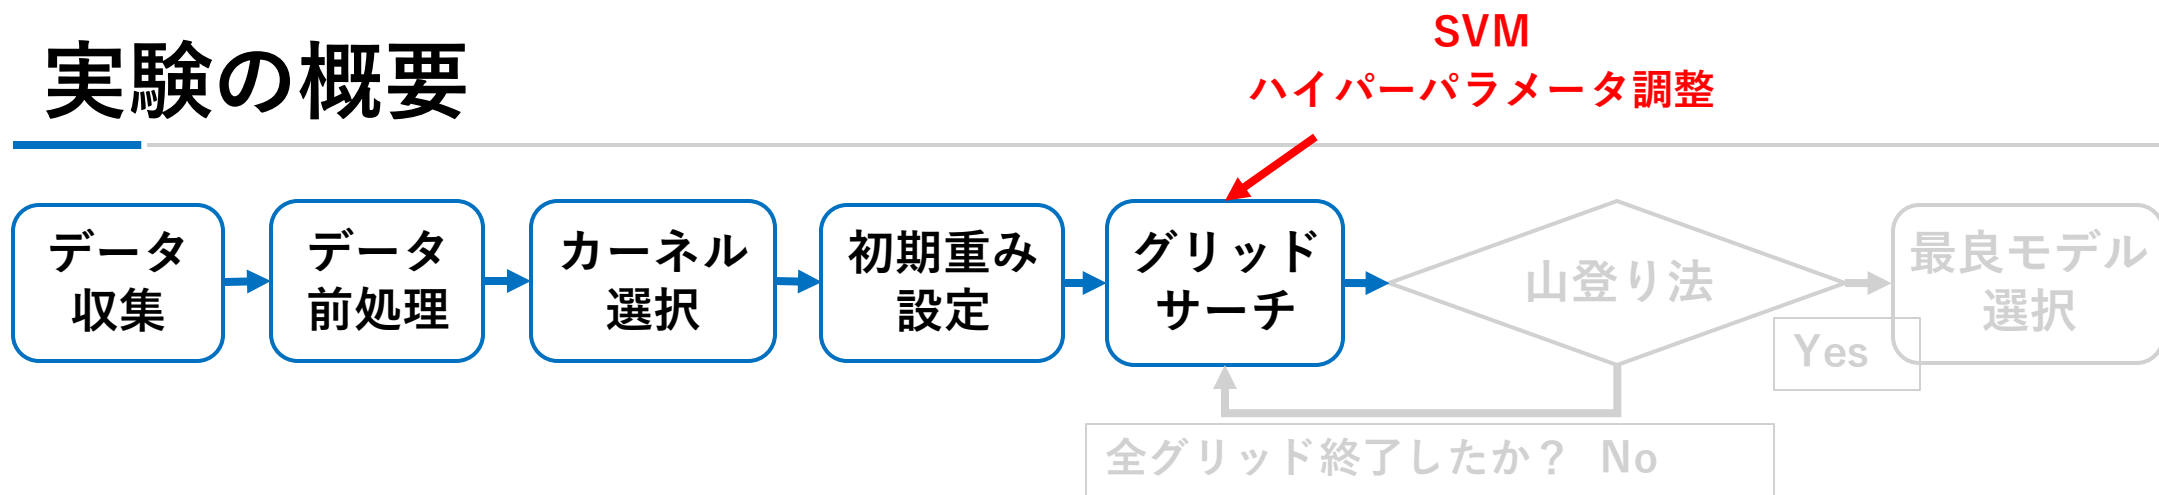 SVM
ハイパーパラメータ調整
実験の概要
データ
収集
データ
前処理
カーネル
選択
初期重み
設定
グリッド
サーチ
山登り法
最良モデル
選択
Yes
全グリッド終了したか？ No